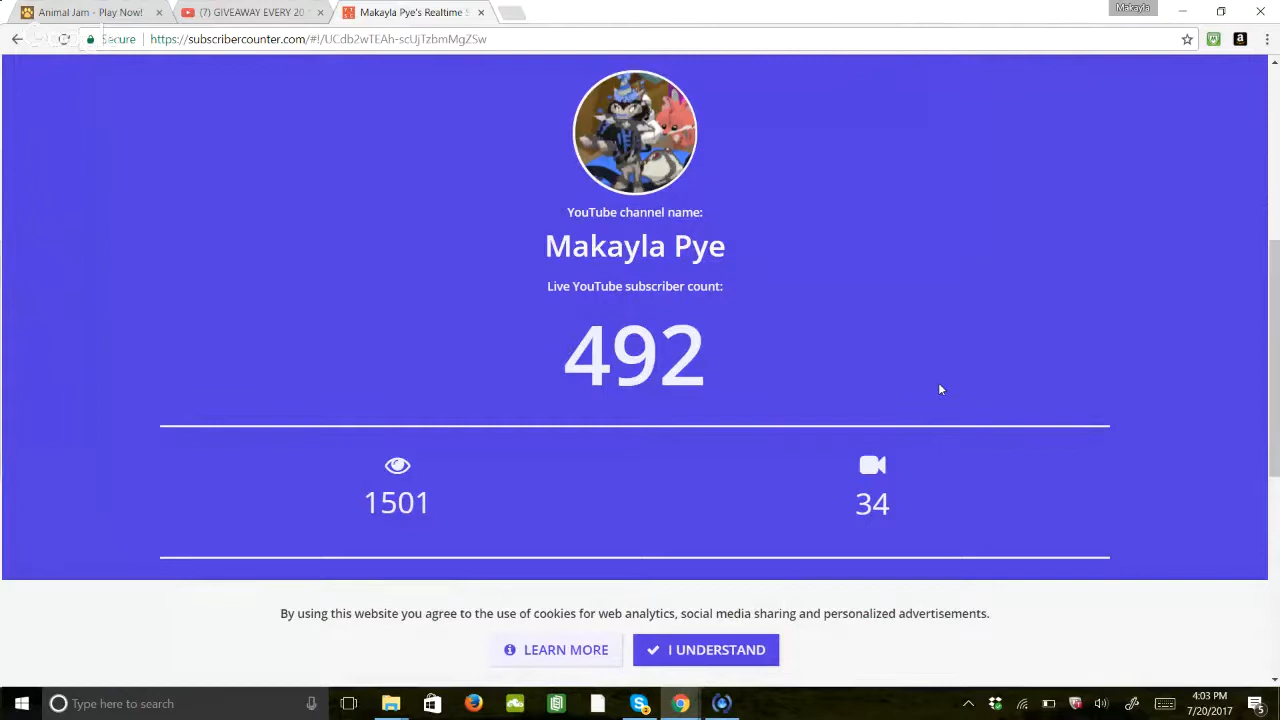 Animal Jam - Play Now!
(7) GIVEAWAY EVERY 20
Makayla Pye's Realtime S
Makayla
Secure
https://subscribercounter.com/#!/UCdb2wTEAh-scUjTzbmMgZSw
YouTube channel name:
Makayla Pye
Live YouTube subscriber count:
492
1501
34
By using this website you agree to the use of cookies for web analytics, social media sharing and personalized advertisements.
LEARN MORE
I UNDERSTAND
Type here to search
4:03 PM
7/20/2017
5